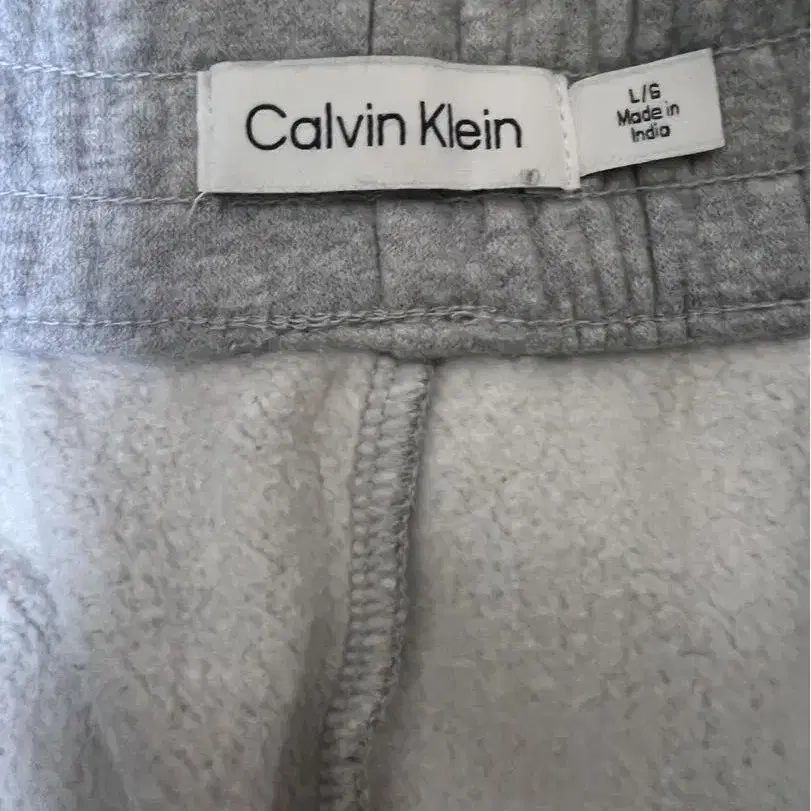 Calvin Klein
L/G
Made in
India